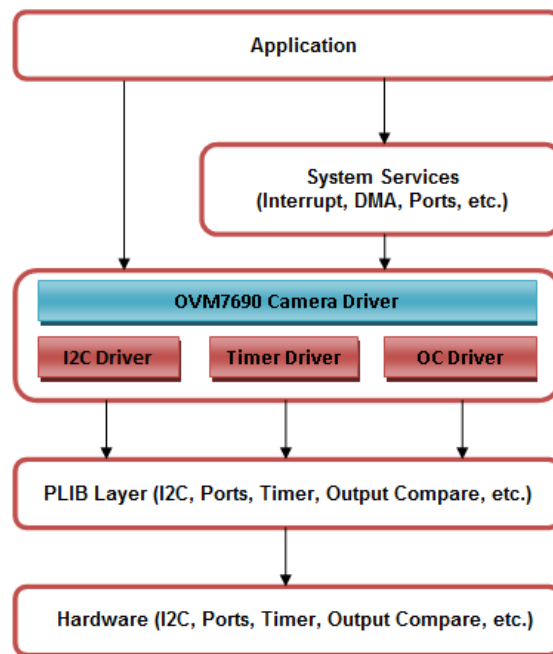 Application
System Services
(Interrupt, DMA, Ports, etc.)
OVM7690 Camera Driver
I2C Driver
Timer Driver
OC Driver
PLIB Layer (I2C, Ports, Timer, Output Compare, etc.)
Hardware (I2C, Ports, Timer, Output Compare, etc.)